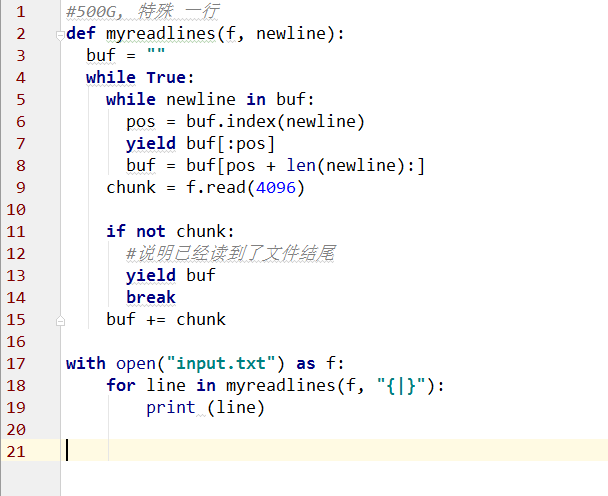 1 #500G, 特殊 一行
2 def myreadlines(f, newline):
3   buf = ""
4   while True:
5     while newline in buf:
6       pos = buf.index(newline)
7       yield buf[:pos]
8       buf = buf[pos + len(newline):]
9     chunk = f.read(4096)
10
11     if not chunk:
12       #说明已经读到了文件结尾
13       yield buf
14       break
15     buf += chunk
16
17 with open("input.txt") as f:
18     for line in myreadlines(f, "{|}"):
19         print (line)
20
21